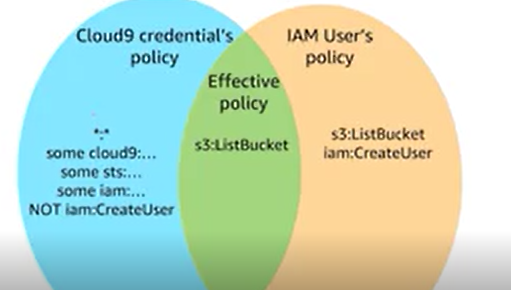 Cloud9 credential's
policy
IAM User's
policy
Effective
policy
*:*
some cloud9:...
some sts:...
some iam:...
NOT iam:CreateUser
s3:ListBucket
s3:ListBucket
iam:CreateUser